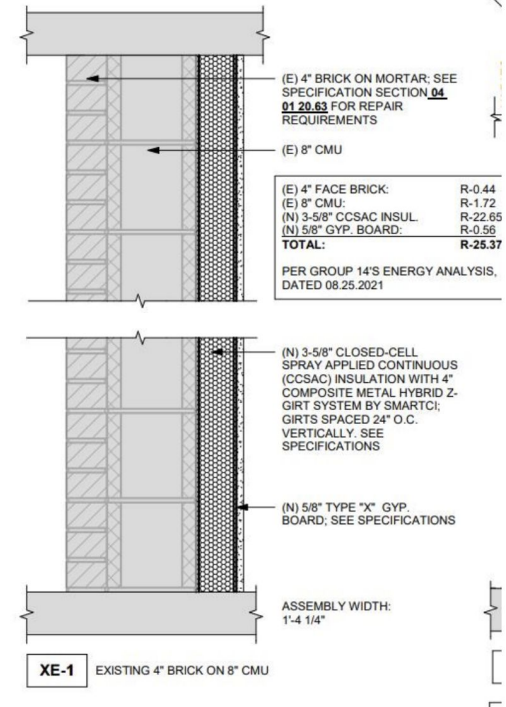 (E) 4" BRICK ON MORTAR; SEE
SPECIFICATION SECTION 04
01 20.63 FOR REPAIR
REQUIREMENTS
(E) 8" CMU
(E) 4" FACE BRICK: R-0.44
(E) 8" CMU: R-1.72
(N) 3-5/8" CCSAC INSUL. R-22.65
(N) 5/8" GYP. BOARD: R-0.56
TOTAL: R-25.37
PER GROUP 14'S ENERGY ANALYSIS,
DATED 08.25.2021
(N) 3-5/8" CLOSED-CELL
SPRAY APPLIED CONTINUOUS
(CCSAC) INSULATION WITH 4"
COMPOSITE METAL HYBRID Z-
GIRT SYSTEM BY SMARTCI;
GIRTS SPACED 24" O.C.
VERTICALLY. SEE
SPECIFICATIONS
(N) 5/8" TYPE "X" GYP.
BOARD; SEE SPECIFICATIONS
ASSEMBLY WIDTH:
1'-4 1/4"
XE-1 EXISTING 4" BRICK ON 8" CMU